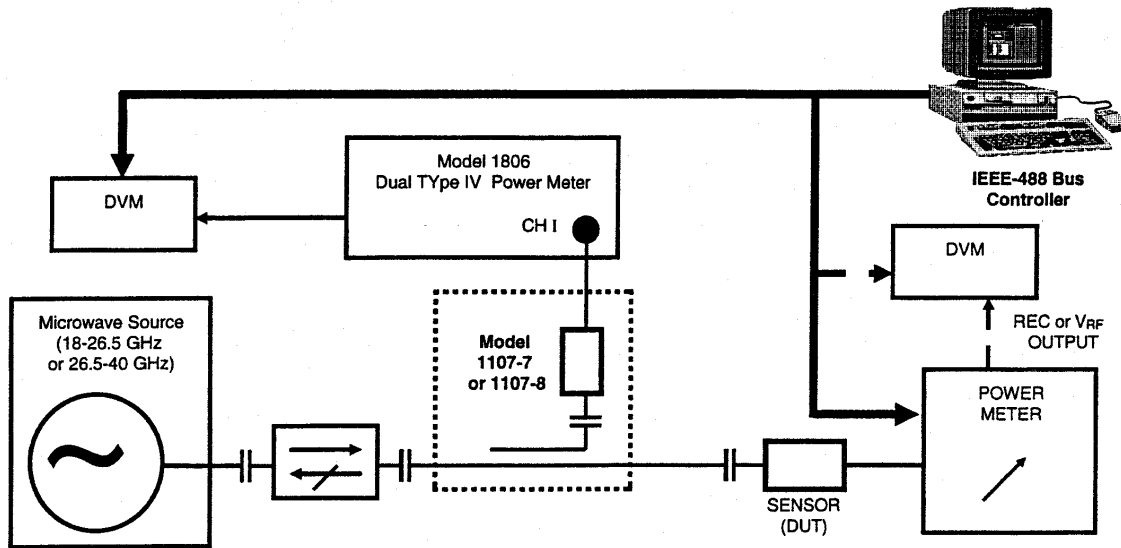 IEEE-488 Bus
Controller
Model 1806
Dual TYpe IV Power Meter
CH I
DVM
DVM
REC or VRF
OUTPUT
Microwave Source
(18-26.5 GHz
or 26.5-40 GHz)
Model
1107-7
or 1107-8
POWER
METER
SENSOR
(DUT)